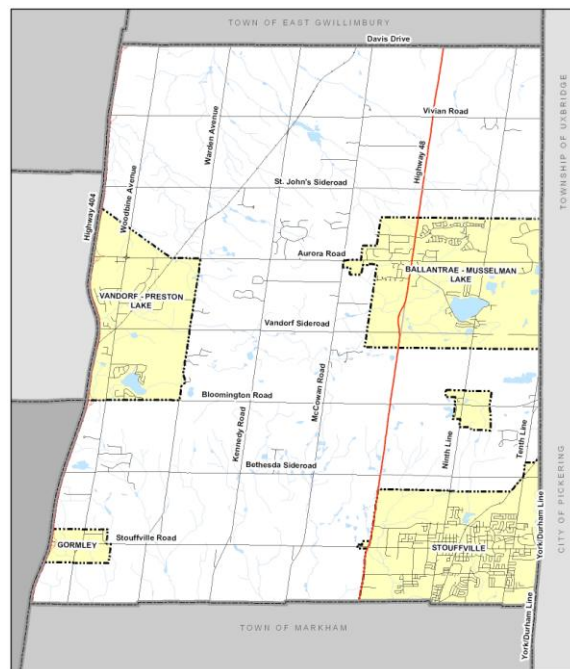 TOWN OF EAST GWILLIMBURY
Davis Drive
Vivian Road
TOWNSHIP OF UXBRIDGE
Warden Avenue
Highway 48
St. John's Sideroad
Woodbine Avenue
Highway 404
Aurora Road
BALLANTRAE - MUSSELMAN
LAKE
VANDORF - PRESTON
LAKE
Vandorf Sideroad
McCowan Road
Bloomington Road
Kennedy Road
Ninth Line
Tenth Line
Bethesda Sideroad
CITY OF PICKERING
York/Durham Line
Stouffville Road
GORMLEY
STOUFFVILLE
York/Durham Line
TOWN OF MARKHAM